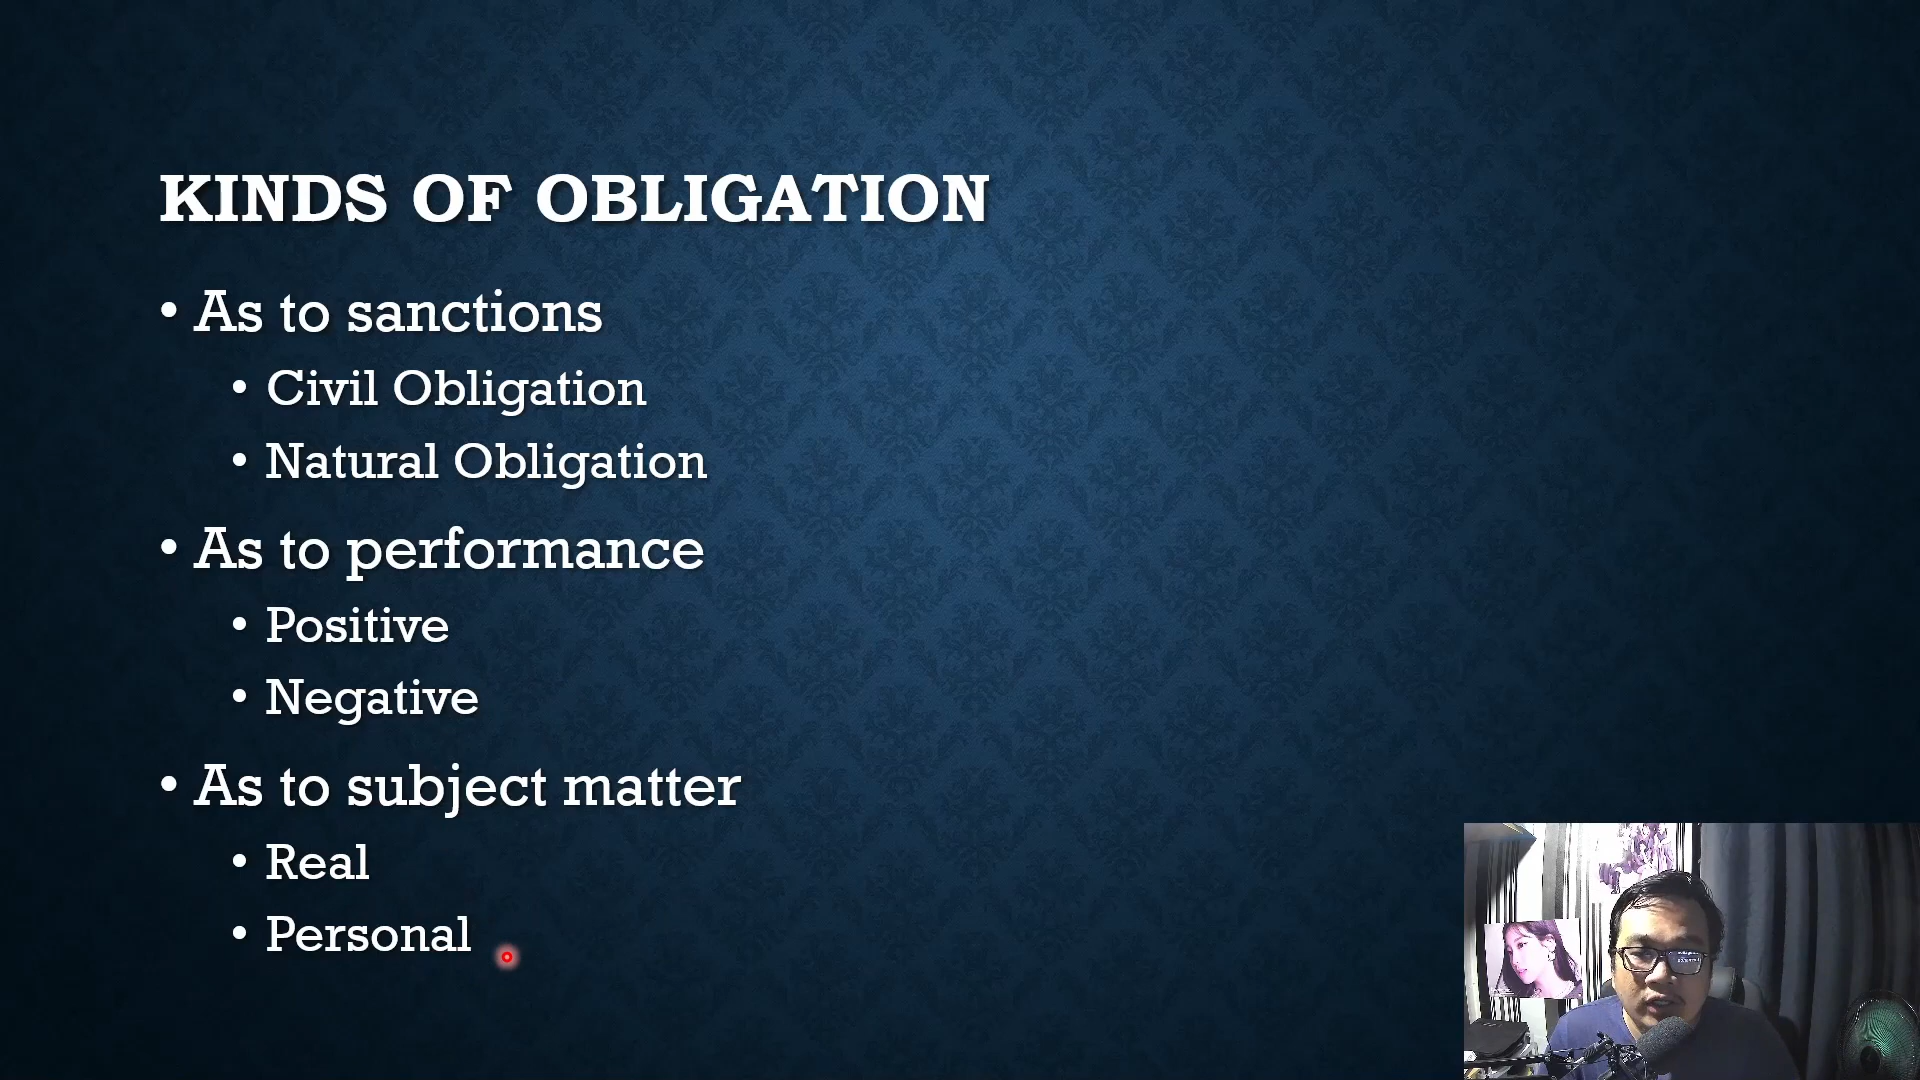 KINDS OF OBLIGATION
• As to sanctions
• Civil Obligation
• Natural Obligation
• As to performance
• Positive
• Negative
• As to subject matter
• Real
• Personal